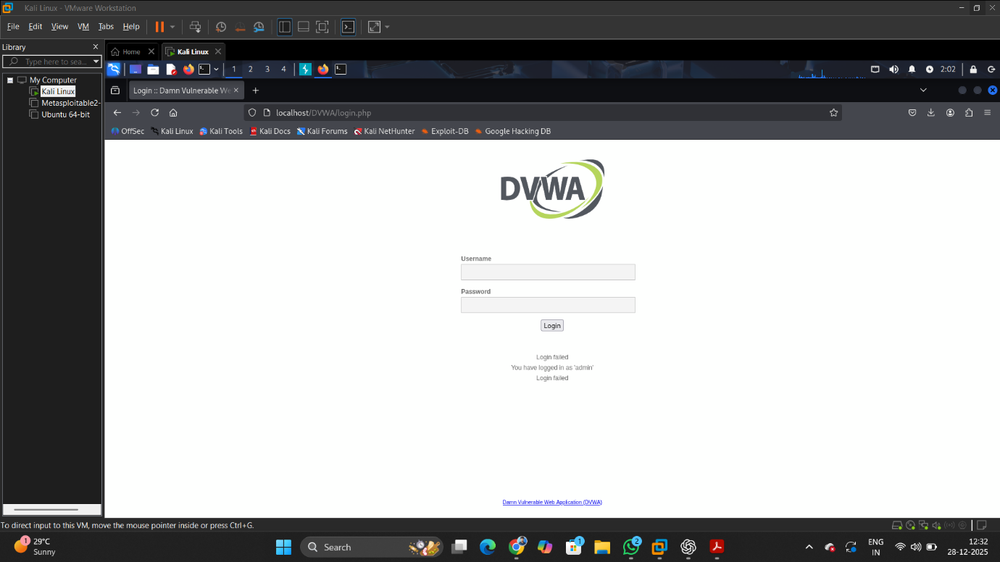 Kali Linux - VMware Workstation
File Edit View VM Tabs Help
Library
Type here to sea...
My Computer
Kali Linux
Metasploitable2-
Ubuntu 64-bit
Home
Kali Linux
1 2 3 4
2:02
Login :: Damn Vulnerable We
localhost/DVWA/login.php
OffSec Kali Linux Kali Tools Kali Docs Kali Forums Kali NetHunter Exploit-DB Google Hacking DB
DVWA
Username
Password
Login
Login failed
You have logged in as 'admin'
Login failed
Damn Vulnerable Web Application (DVWA)
To direct input to this VM, move the mouse pointer inside or press Ctrl+G.
1
29°C
Sunny
Search
1
2
ENG
IN
12:32
28-12-2025